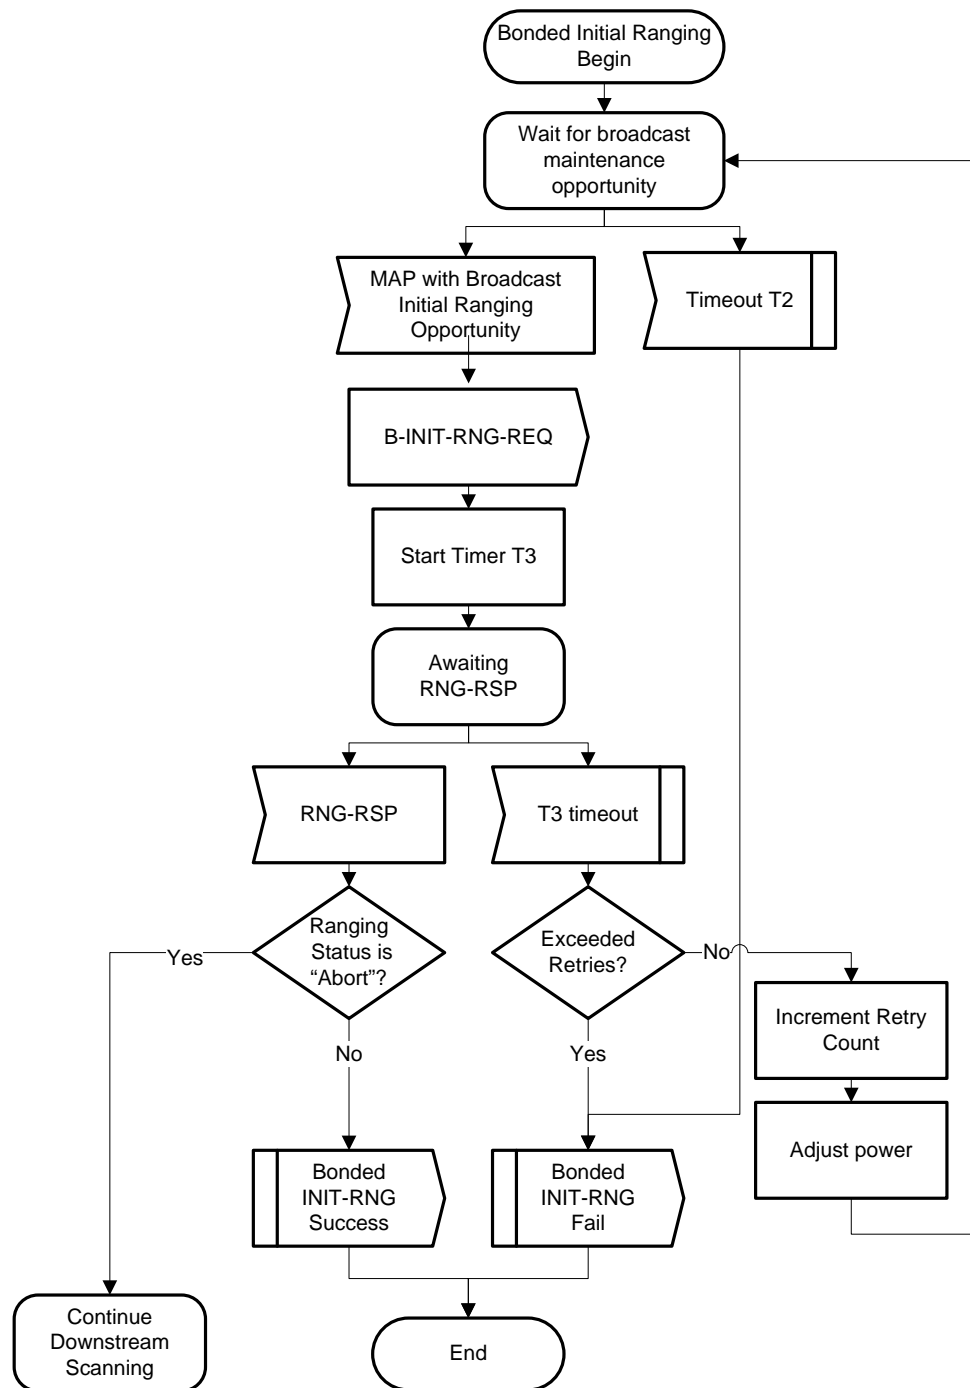 Bonded Initial Ranging
Begin
Wait for broadcast
maintenance
opportunity
MAP with Broadcast
Initial Ranging
Opportunity
Timeout T2
B-INIT-RNG-REQ
Start Timer T3
Awaiting
RNG-RSP
RNG-RSP
T3 timeout
Ranging
Status is
“Abort”?
Exceeded
Retries?
Yes
No
Increment Retry
Count
No
Yes
Adjust power
Bonded
INIT-RNG
Success
Bonded
INIT-RNG
Fail
Continue
Downstream
Scanning
End